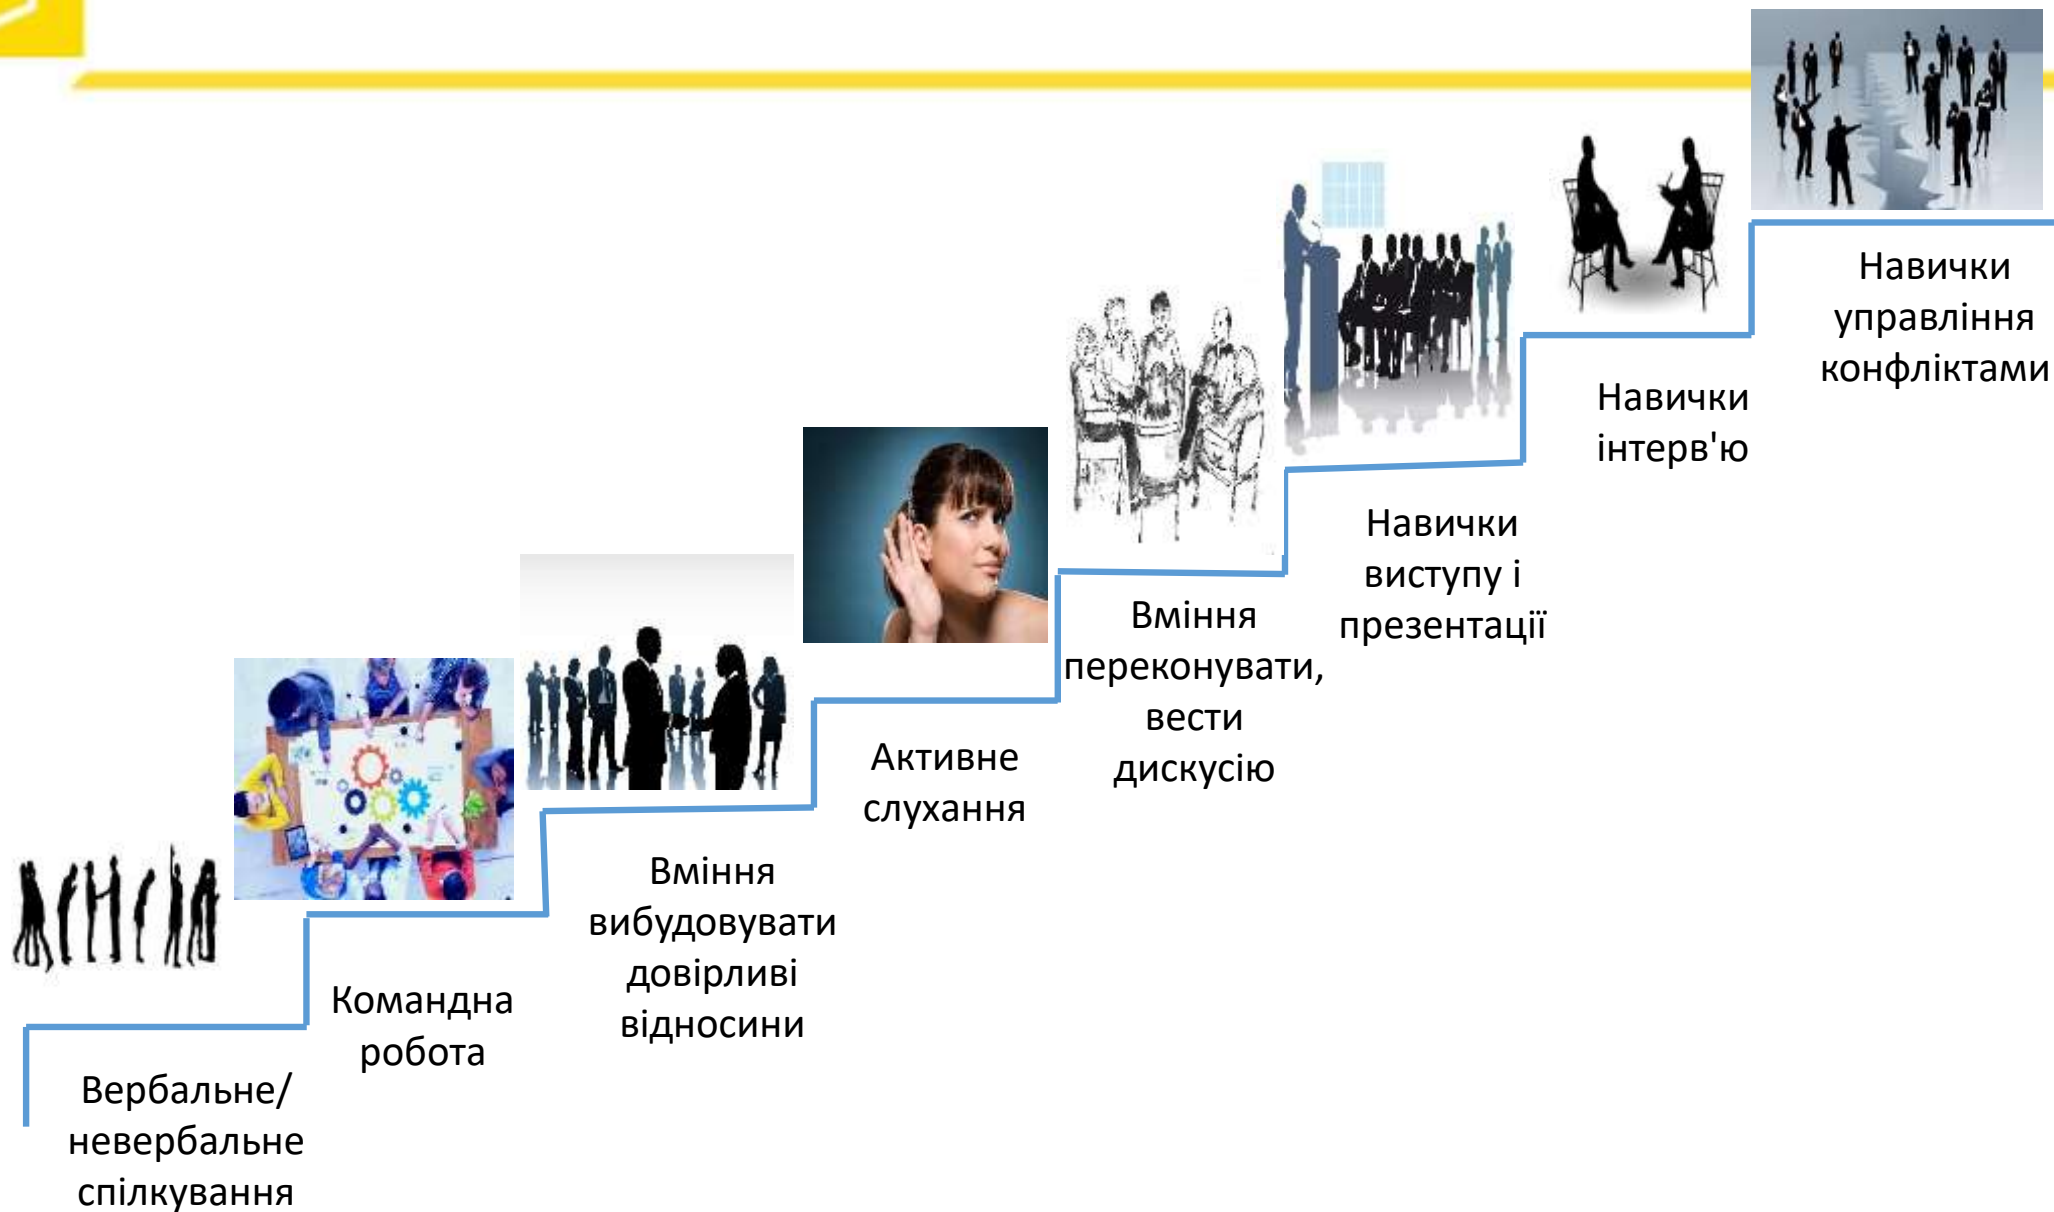 Вербальне/
невербальне
спілкування
Командна
робота
Вміння
вибудовувати
довірливі
відносини
Активне
слухання
Вміння
переконувати,
вести
дискусію
Навички
виступу і
презентації
Навички
інтерв'ю
Навички
управління
конфліктами